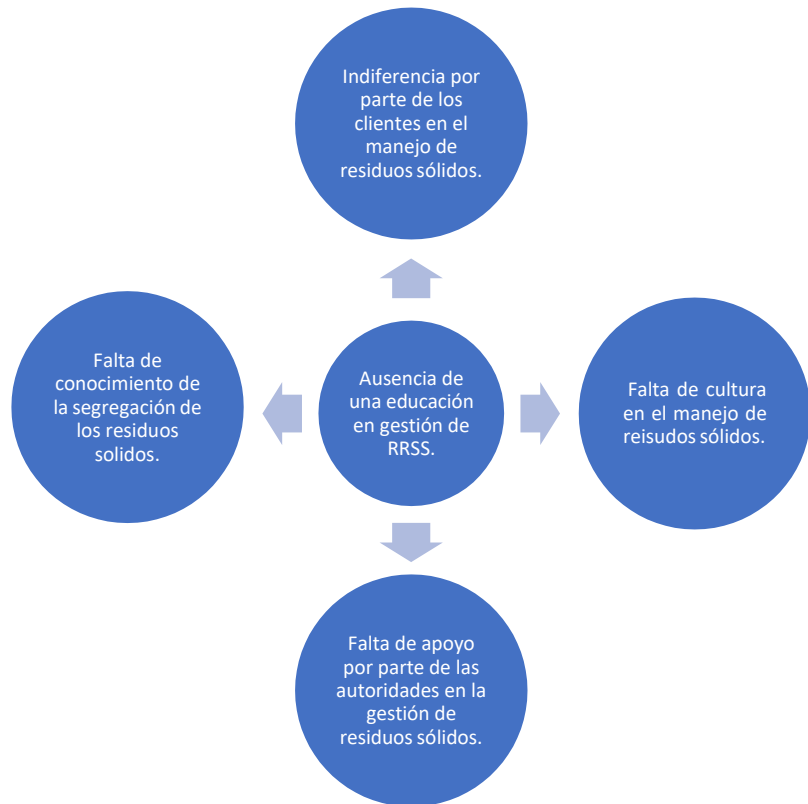 Indiferencia por
parte de los
clientes en el
manejo de
residuos sólidos.
Falta de
conocimiento de
la segregación de
los residuos
solidos.
Ausencia de
una educación
en gestión de
RRSS.
Falta de cultura
en el manejo de
reisudos sólidos.
Falta de apoyo
por parte de las
autoridades en la
gestión de
residuos sólidos.